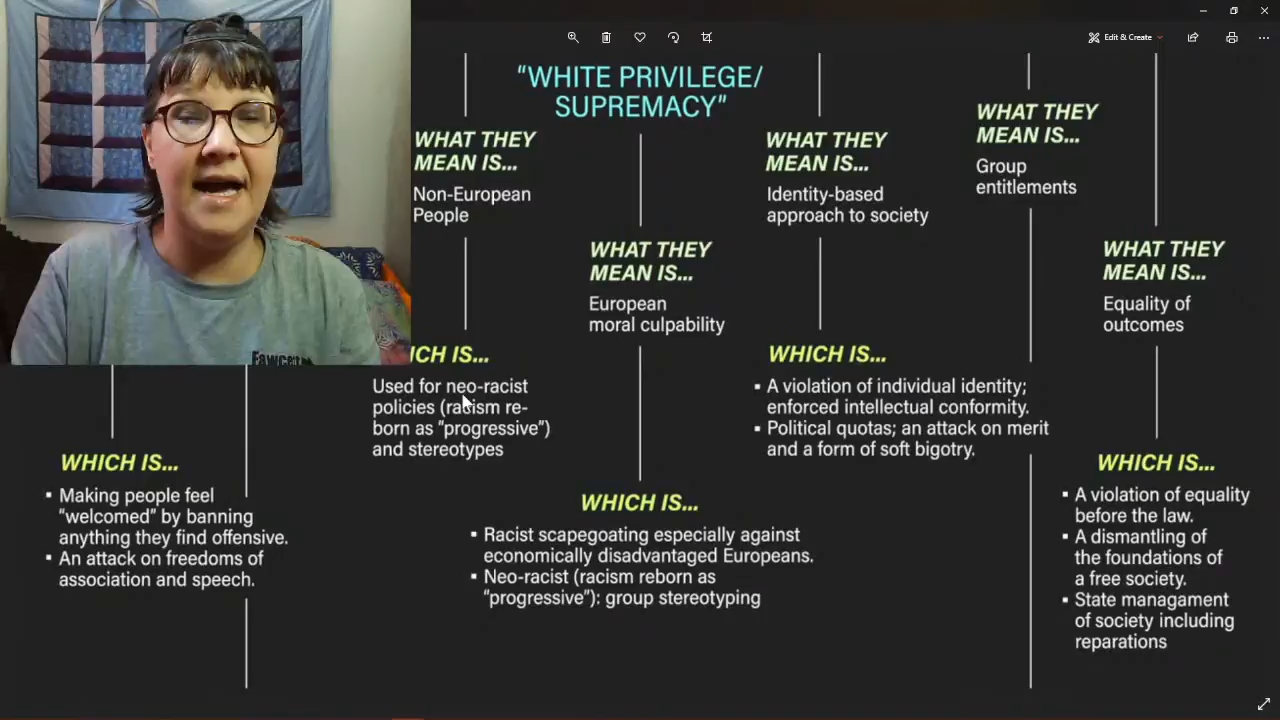 Edit & Create
"WHITE PRIVILEGE/
SUPREMACY"
WHAT THEY
MEAN IS...
Non-European
People
WHICH IS...
Used for neo-racist
policies (racism re-
born as "progressive")
and stereotypes
WHAT THEY
MEAN IS...
European
moral culpability
WHICH IS...
▪ Racist scapegoating especially against
economically disadvantaged Europeans.
▪ Neo-racist (racism reborn as
"progressive"): group stereotyping
WHAT THEY
MEAN IS...
Identity-based
approach to society
WHICH IS...
▪ A violation of individual identity;
enforced intellectual conformity.
▪ Political quotas; an attack on merit
and a form of soft bigotry.
WHAT THEY
MEAN IS...
Group
entitlements
WHAT THEY
MEAN IS...
Equality of
outcomes
WHICH IS...
▪ A violation of equality
before the law.
▪ A dismantling of
the foundations of
a free society.
▪ State managament
of society including
reparations
WHICH IS...
▪ Making people feel
"welcomed" by banning
anything they find offensive.
▪ An attack on freedoms of
association and speech.